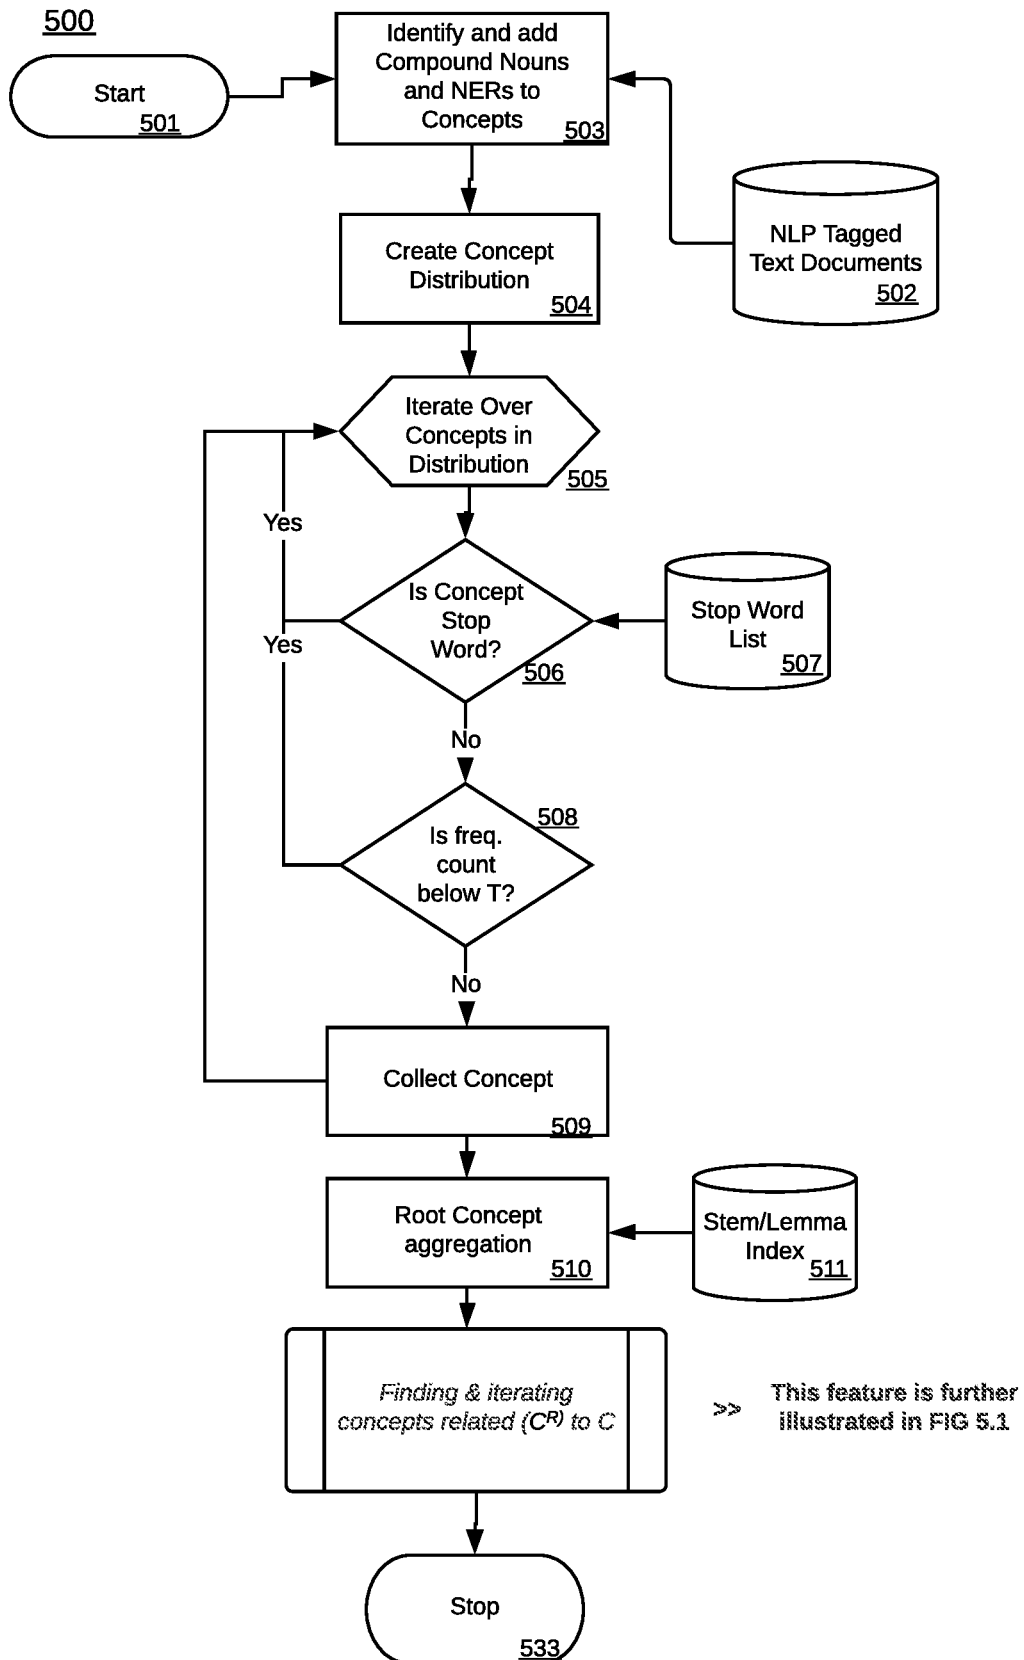 500
Start
501
Identify and add
Compound Nouns
and NERs to
Concepts
503
NLP Tagged
Text Documents
502
Create Concept
Distribution
504
Iterate Over
Concepts in
Distribution
505
Yes
Is Concept
Stop
Word?
506
Stop Word
List
507
Yes
No
508
Is freq.
count
below T?
No
Collect Concept
509
Root Concept
aggregation
510
Stem/Lemma
Index
511
Finding & iterating
concepts related (Cᴿ) to C
>>
This feature is further
illustrated in FIG 5.1
Stop
533